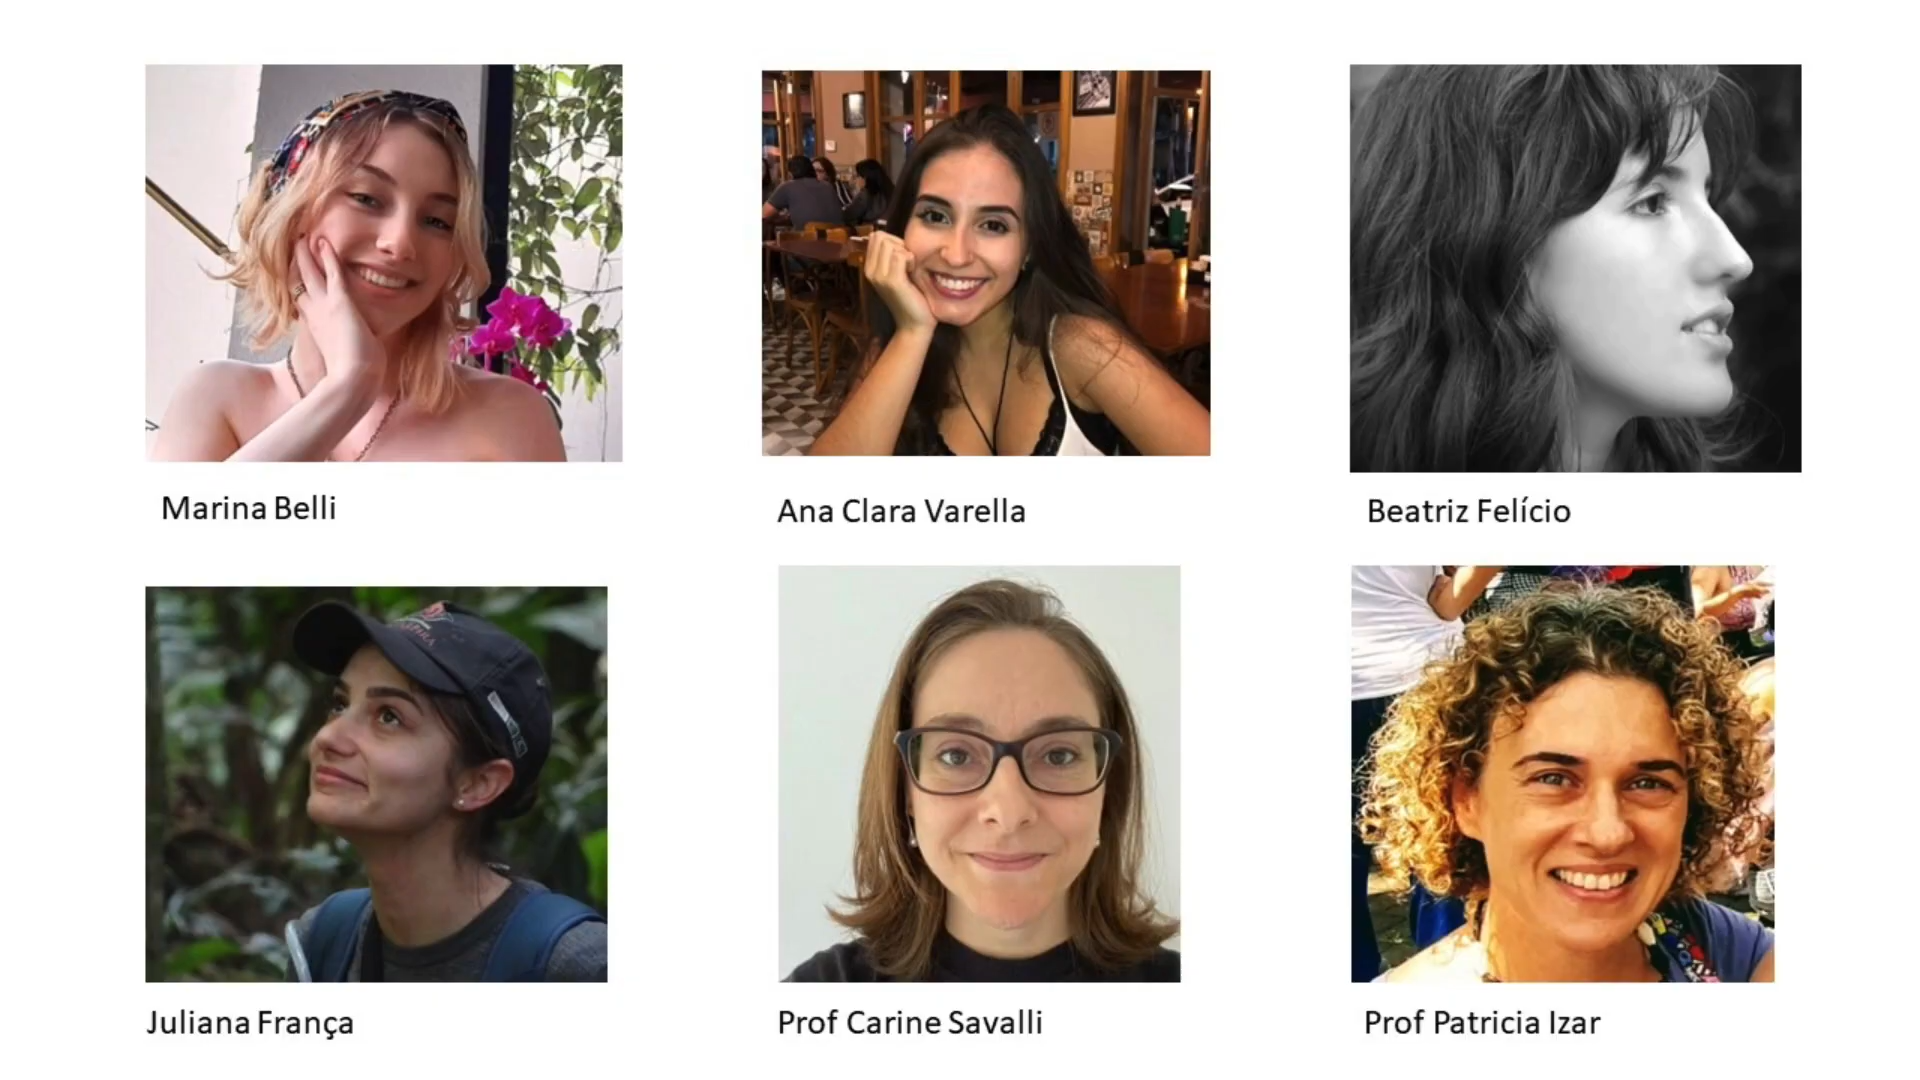 Marina Belli
Ana Clara Varella
Beatriz Felício
Juliana França
Prof Carine Savalli
Prof Patricia Izar